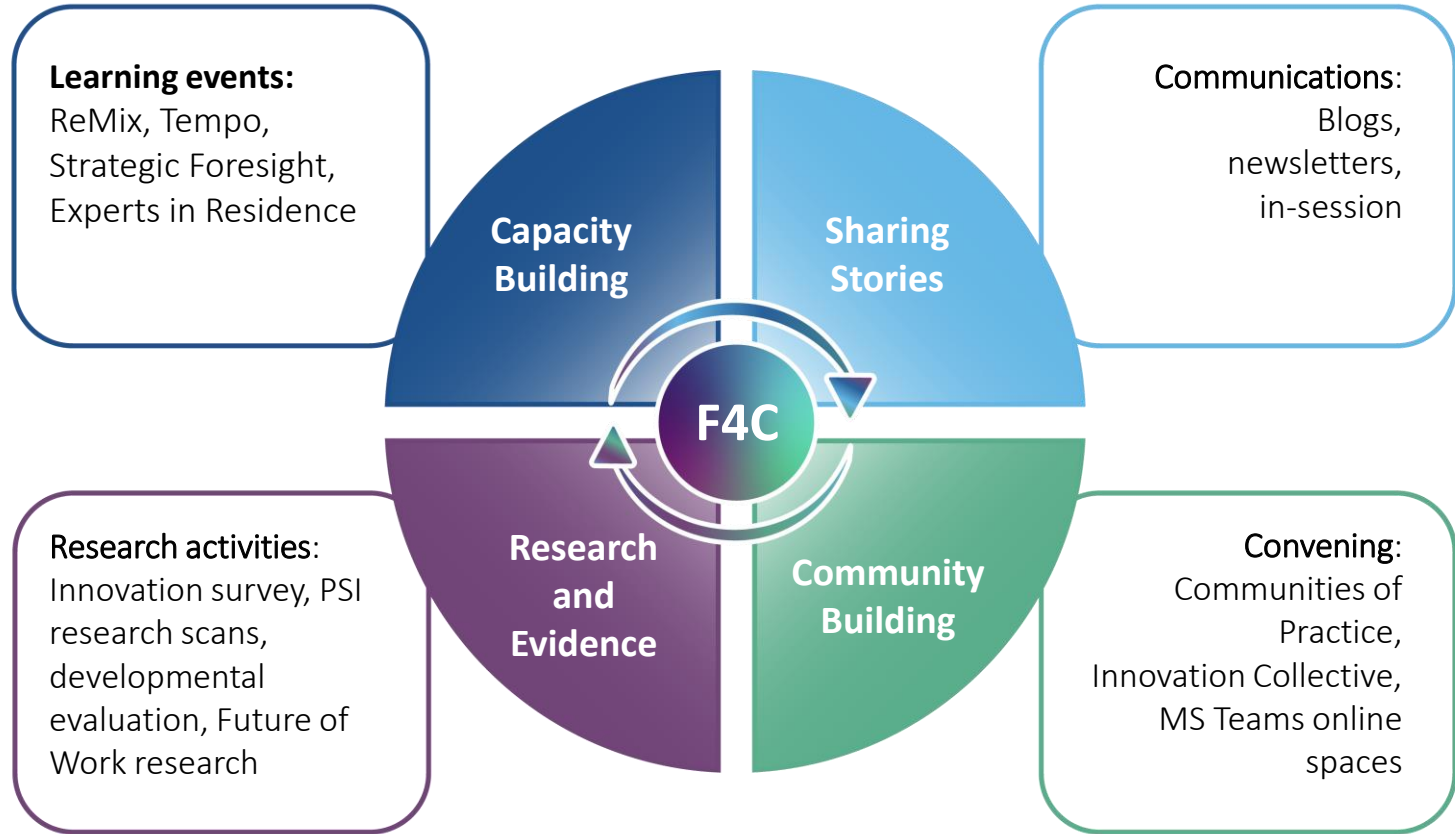 Learning events:
ReMix, Tempo,
Strategic Foresight,
Experts in Residence
Communications:
Blogs,
newsletters,
in-session
Capacity
Building
Sharing
Stories
F4C
Research
and
Evidence
Community
Building
Research activities:
Innovation survey, PSI
research scans,
developmental
evaluation, Future of
Work research
Convening:
Communities of
Practice,
Innovation Collective,
MS Teams online
spaces